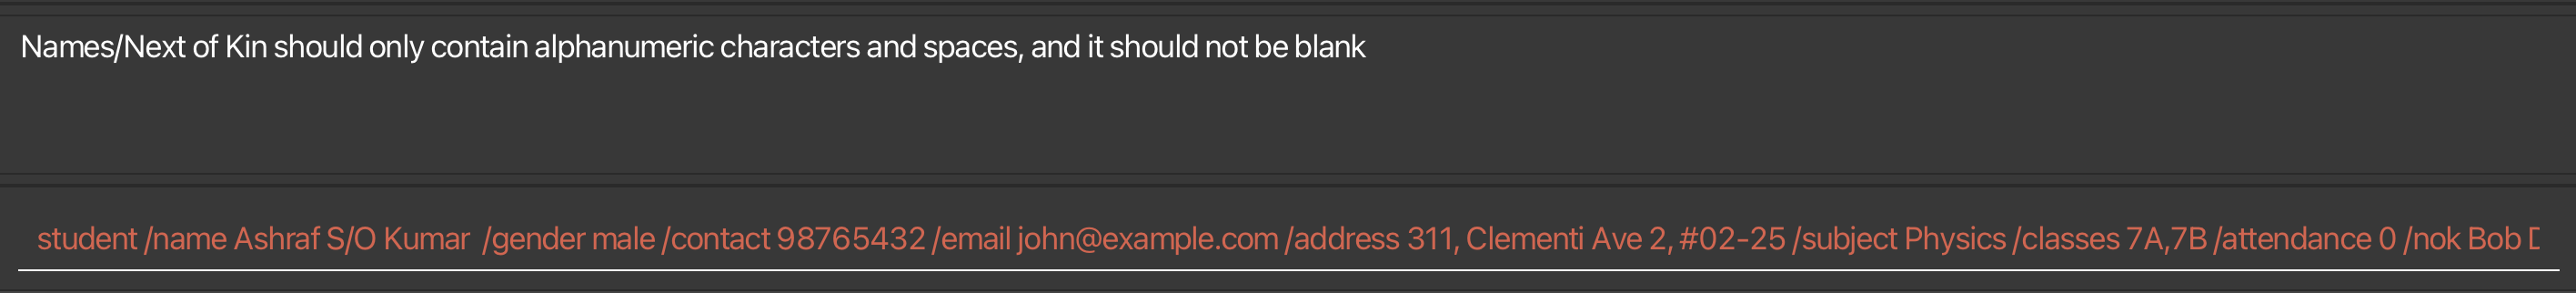 Names/Next of Kin should only contain alphanumeric characters and spaces, and it should not be blank
student /name Ashraf S/O Kumar  /gender male /contact 98765432 /email john@example.com /address 311, Clementi Ave 2, #02-25 /subject Physics /classes 7A,7B /attendance 0 /nok Bob